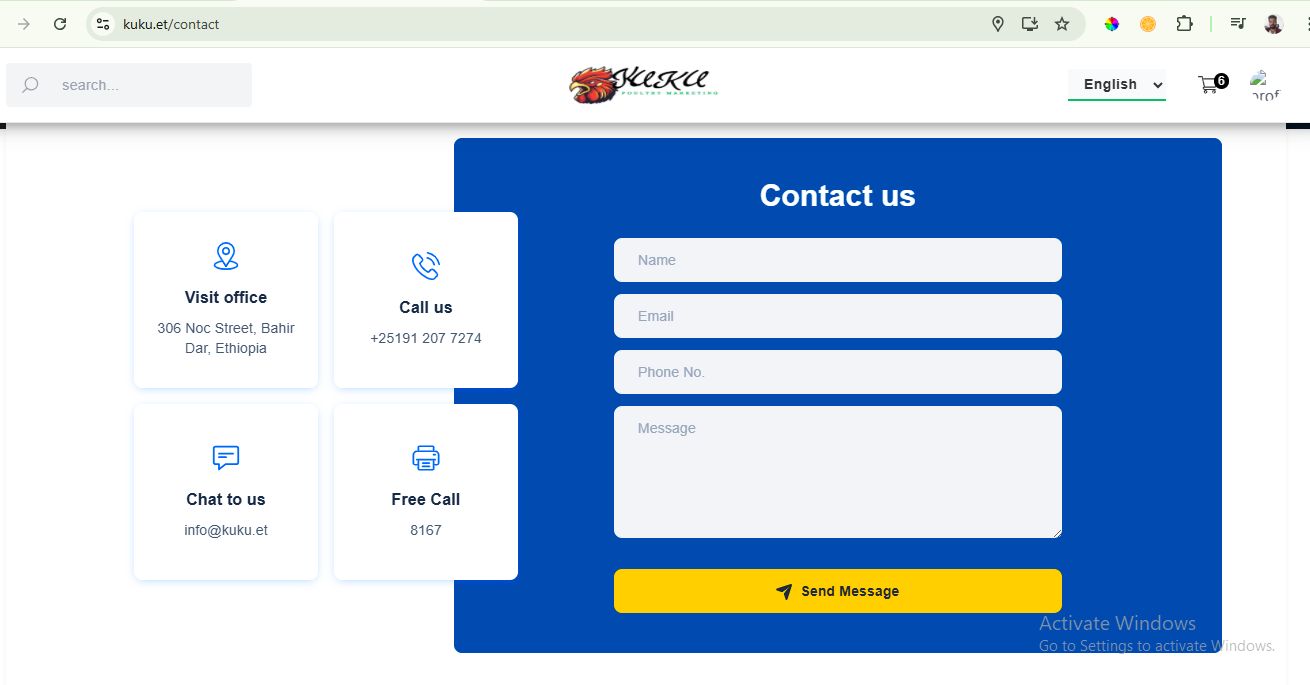 kuku.et/contact
search...
KUKU
POULTRY MARKETING
English
6
prof
Contact us
Visit office
306 Noc Street, Bahir
Dar, Ethiopia
Call us
+25191 207 7274
Chat to us
info@kuku.et
Free Call
8167
Name
Email
Phone No.
Message
Send Message
Activate Windows
Go to Settings to activate Windows.